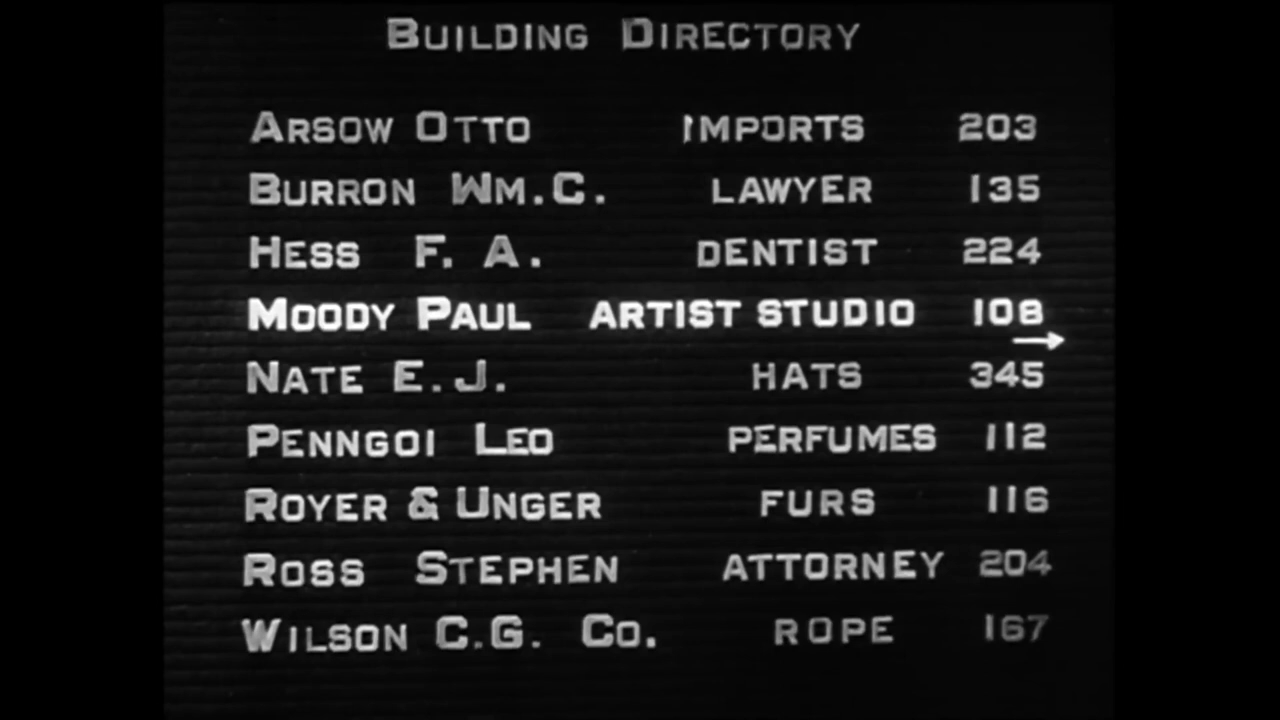 BUILDING DIRECTORY
ARSOW OTTO IMPORTS 203
BURRON WM.C. LAWYER 135
HESS F. A. DENTIST 224
MOODY PAUL ARTIST STUDIO 108
NATE E.J. HATS 345
PENNGOI LEO PERFUMES 112
ROYER & UNGER FURS 116
ROSS STEPHEN ATTORNEY 204
WILSON C.G. CO. ROPE 167